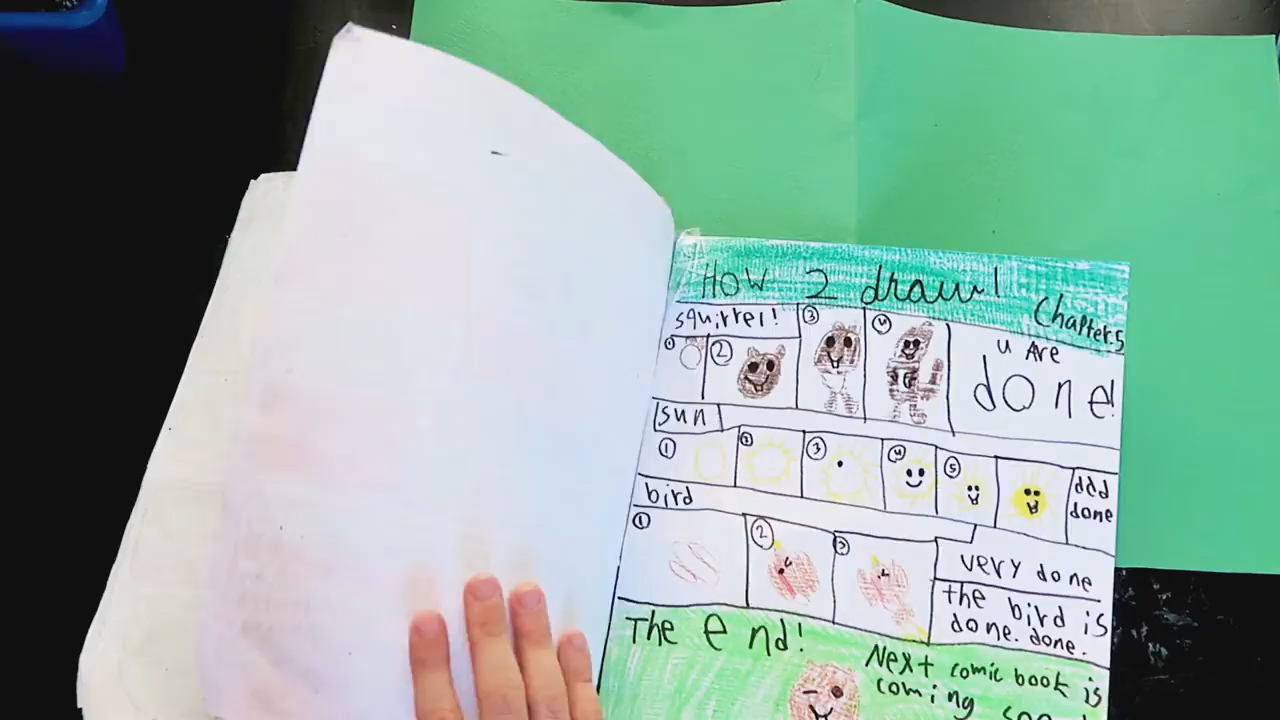 How 2 draw!
Chapter 5
squirrel!
1
2
3
4
u Are
done!
sun
1
2
3
4
5
ddd
done
bird
1
2
3
very done
the bird is
done. done.
The end!
Next comic book is
coming